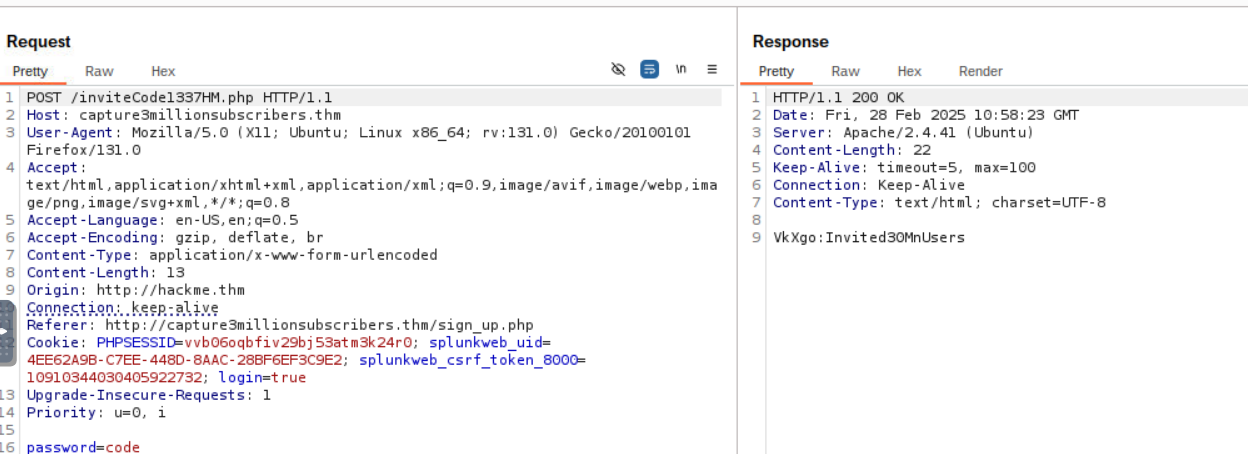 Request
Pretty Raw Hex \n
1 POST /inviteCode1337HM.php HTTP/1.1
2 Host: capture3millionsubscribers.thm
3 User-Agent: Mozilla/5.0 (X11; Ubuntu; Linux x86_64; rv:131.0) Gecko/20100101
Firefox/131.0
4 Accept:
text/html,application/xhtml+xml,application/xml;q=0.9,image/avif,image/webp,ima
ge/png,image/svg+xml,*/*;q=0.8
5 Accept-Language: en-US,en;q=0.5
6 Accept-Encoding: gzip, deflate, br
7 Content-Type: application/x-www-form-urlencoded
8 Content-Length: 13
9 Origin: http://hackme.thm
Connection: keep-alive
Referer: http://capture3millionsubscribers.thm/sign_up.php
Cookie: PHPSESSID=vvb06oqbfiv29bj53atm3k24r0; splunkweb_uid=
4EE62A9B-C7EE-448D-8AAC-28BF6EF3C9E2; splunkweb_csrf_token_8000=
10910344030405922732; login=true
13 Upgrade-Insecure-Requests: 1
14 Priority: u=0, i
15
16 password=code
Response
Pretty Raw Hex Render
1 HTTP/1.1 200 OK
2 Date: Fri, 28 Feb 2025 10:58:23 GMT
3 Server: Apache/2.4.41 (Ubuntu)
4 Content-Length: 22
5 Keep-Alive: timeout=5, max=100
6 Connection: Keep-Alive
7 Content-Type: text/html; charset=UTF-8
8
9 VkXgo:Invited30MnUsers